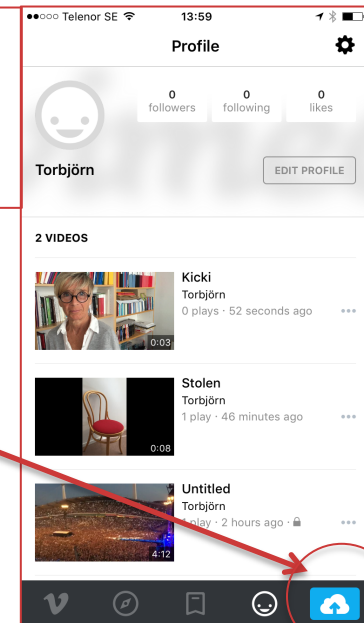 Telenor SE 13:59
Profile
0 0 0
followers following likes
Torbjörn
EDIT PROFILE
2 VIDEOS
Kicki
Torbjörn
0 plays · 52 seconds ago
0:03
Stolen
Torbjörn
1 play · 46 minutes ago
0:08
Untitled
Torbjörn
1 play · 2 hours ago ·
4:12